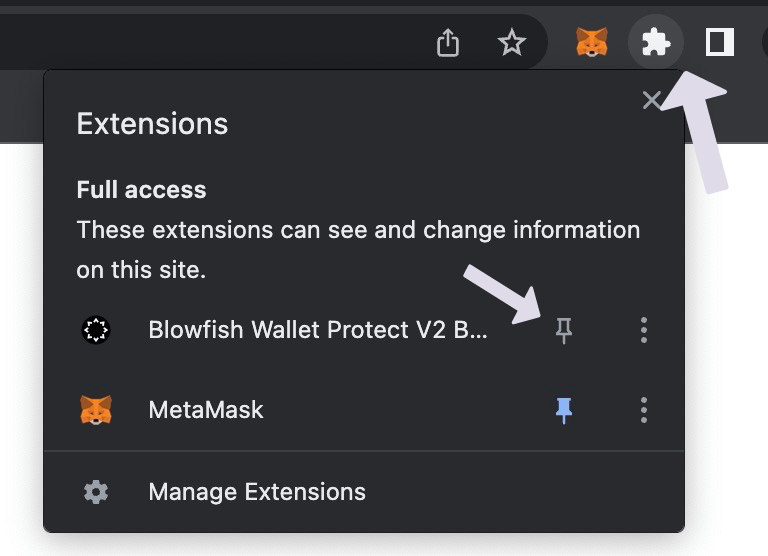 Extensions
Full access
These extensions can see and change information
on this site.
Blowfish Wallet Protect V2 B...
MetaMask
Manage Extensions